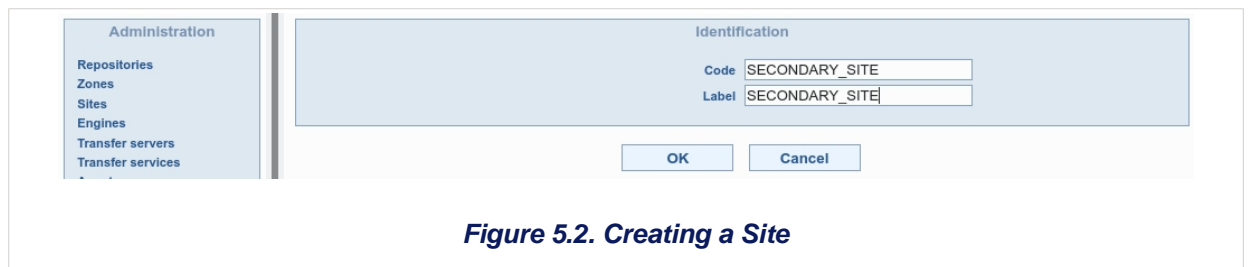 Administration
Repositories
Zones
Sites
Engines
Transfer servers
Transfer services
Identification
Code SECONDARY_SITE
Label SECONDARY_SITE
OK Cancel
Figure 5.2. Creating a Site